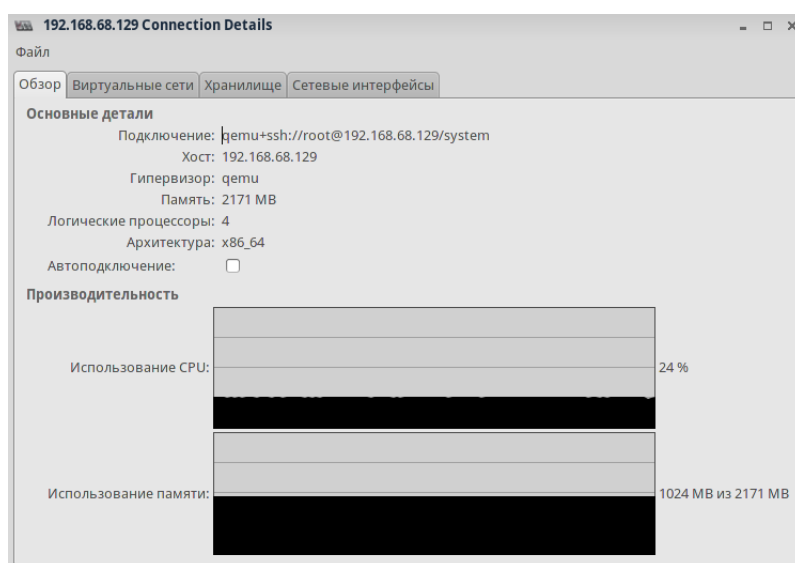 192.168.68.129 Connection Details
Файл
Обзор Виртуальные сети Хранилище Сетевые интерфейсы
Основные детали
Подключение: qemu+ssh://root@192.168.68.129/system
Хост: 192.168.68.129
Гипервизор: qemu
Память: 2171 MB
Логические процессоры: 4
Архитектура: x86_64
Автоподключение:
Производительность
Использование CPU: 24 %
Использование памяти: 1024 MB из 2171 MB